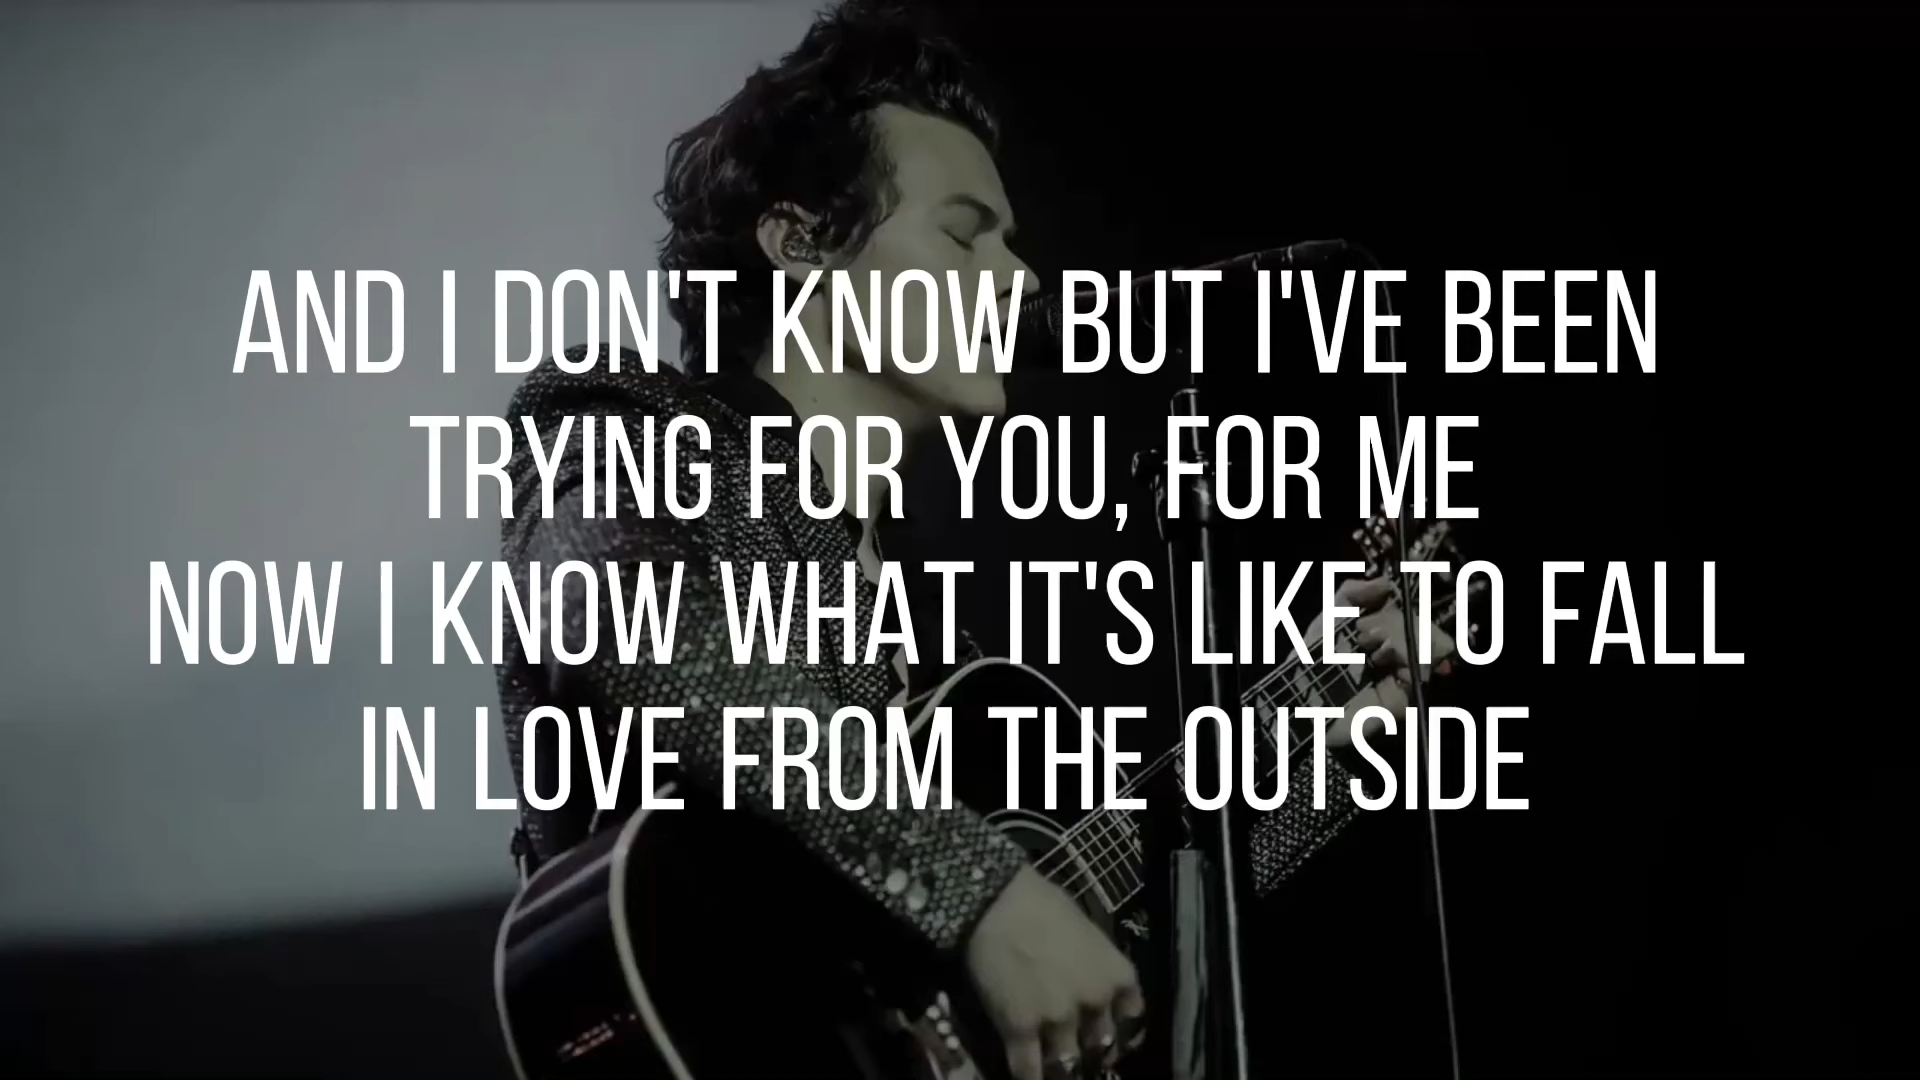 AND I DON'T KNOW BUT I'VE BEEN
TRYING FOR YOU, FOR ME
NOW I KNOW WHAT IT'S LIKE TO FALL
IN LOVE FROM THE OUTSIDE